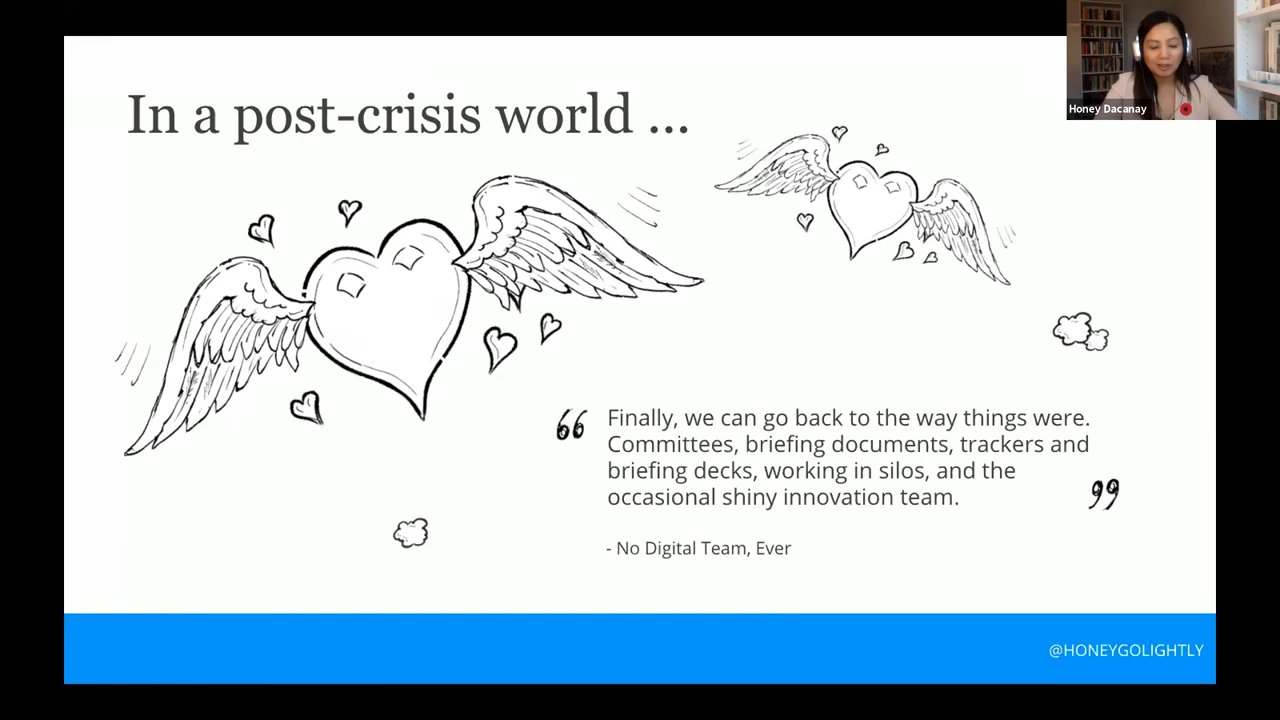 Honey Dacanay
In a post-crisis world ...
“ Finally, we can go back to the way things were.
Committees, briefing documents, trackers and
briefing decks, working in silos, and the
occasional shiny innovation team. ”
- No Digital Team, Ever
@HONEYGOLIGHTLY